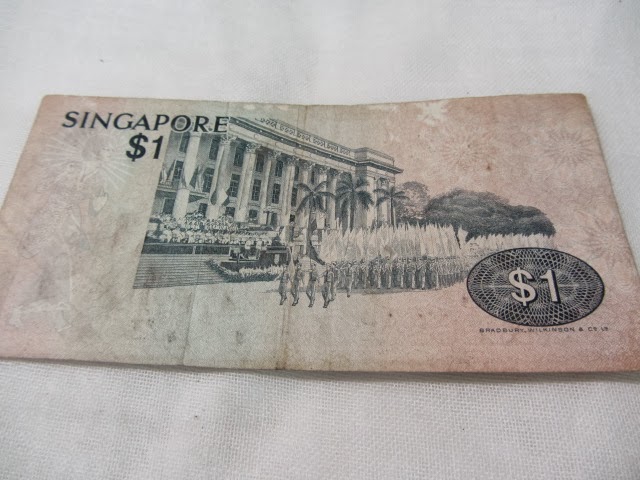 SINGAPORE
$1
$1
BRADBURY, WILKINSON & Co. LD.